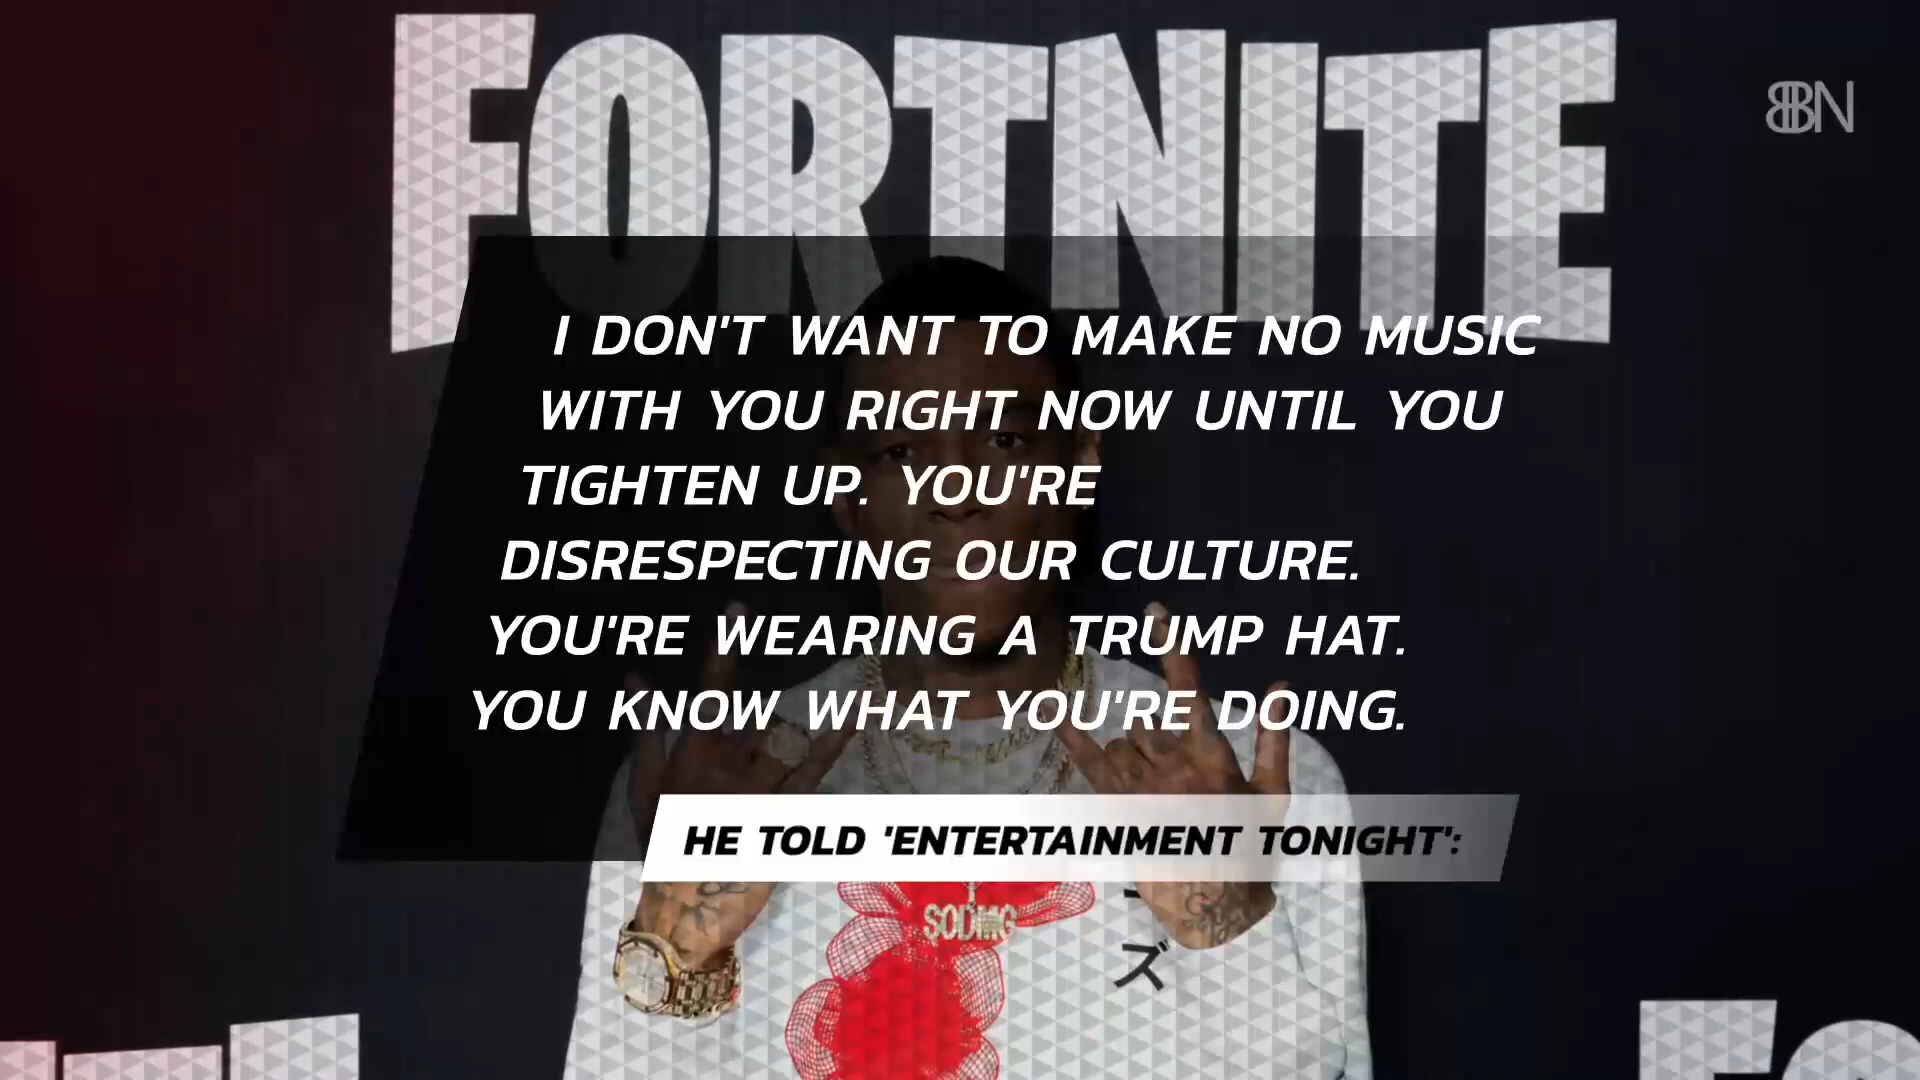 FORTNITE
BBN
I DON'T WANT TO MAKE NO MUSIC
WITH YOU RIGHT NOW UNTIL YOU
TIGHTEN UP. YOU'RE
DISRESPECTING OUR CULTURE.
YOU'RE WEARING A TRUMP HAT.
YOU KNOW WHAT YOU'RE DOING.
HE TOLD 'ENTERTAINMENT TONIGHT':
SODMG
ズ